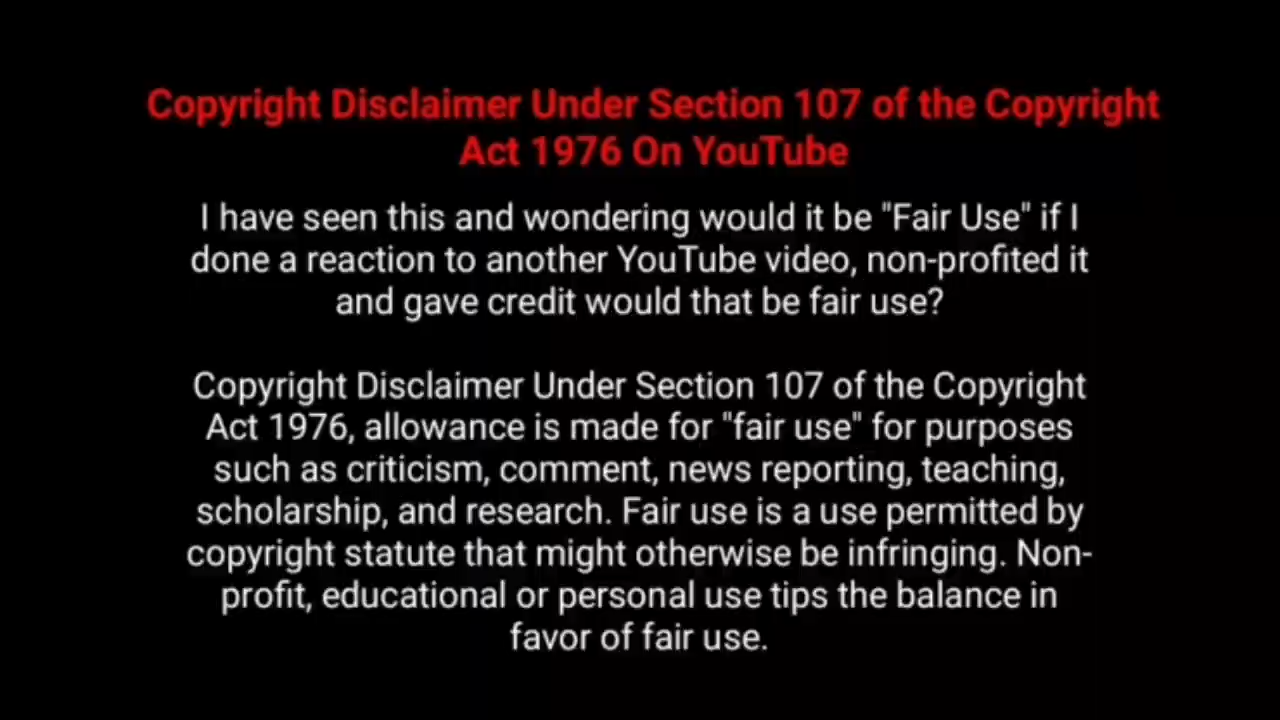 Copyright Disclaimer Under Section 107 of the Copyright
Act 1976 On YouTube
I have seen this and wondering would it be "Fair Use" if I
done a reaction to another YouTube video, non-profited it
and gave credit would that be fair use?
Copyright Disclaimer Under Section 107 of the Copyright
Act 1976, allowance is made for "fair use" for purposes
such as criticism, comment, news reporting, teaching,
scholarship, and research. Fair use is a use permitted by
copyright statute that might otherwise be infringing. Non-
profit, educational or personal use tips the balance in
favor of fair use.